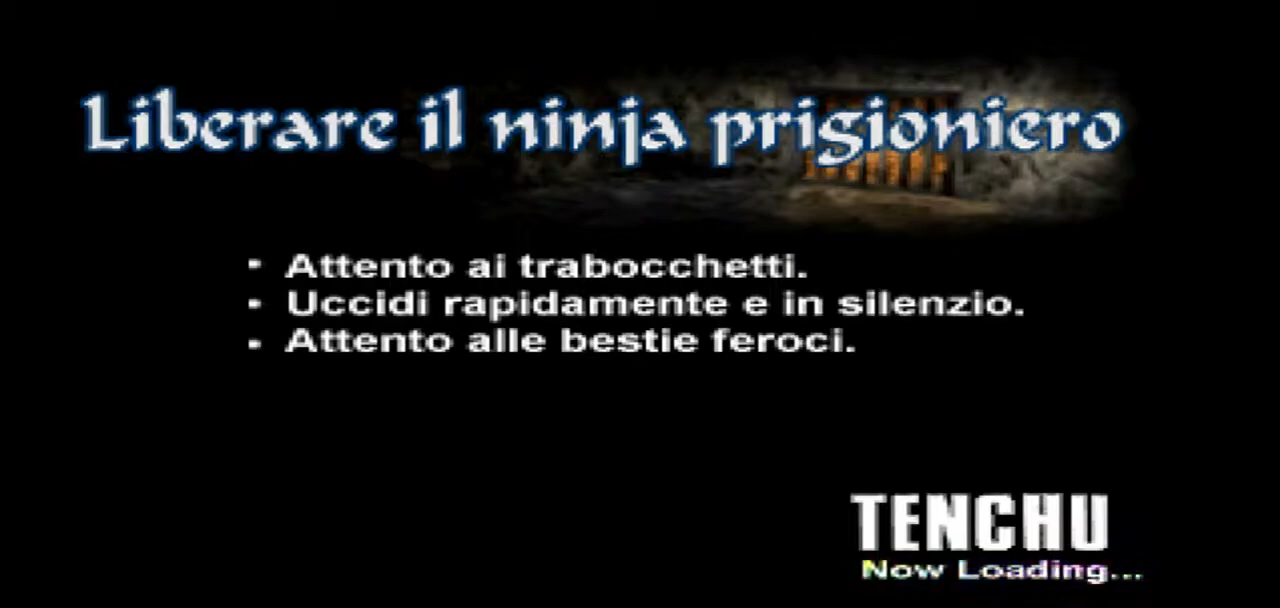 Liberare il ninja prigioniero
• Attento ai trabocchetti.
• Uccidi rapidamente e in silenzio.
• Attento alle bestie feroci.
TENCHU
Now Loading...